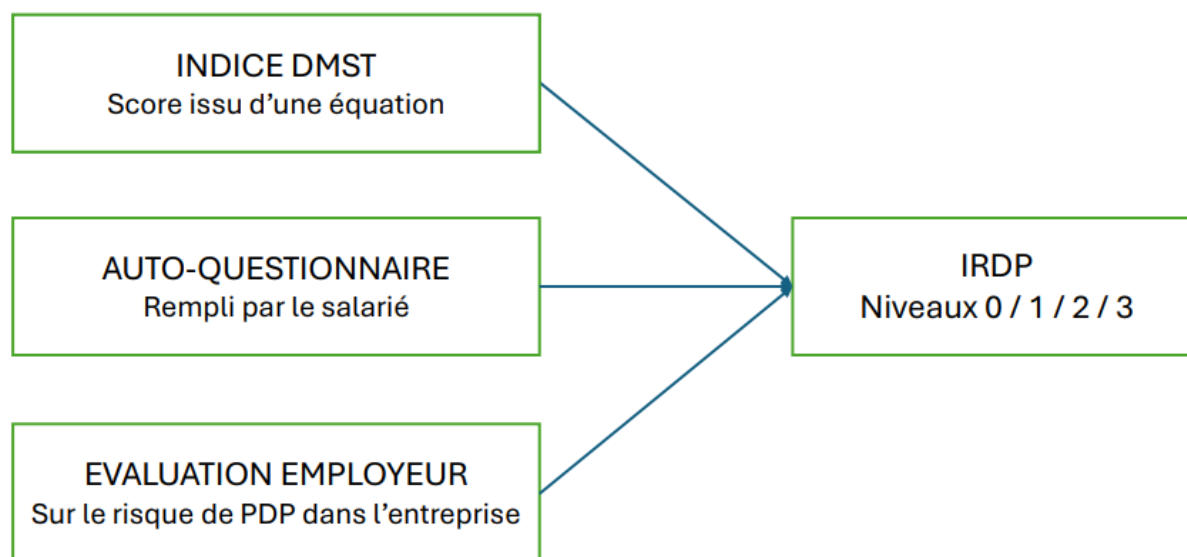 INDICE DMST
Score issu d’une équation
AUTO-QUESTIONNAIRE
Rempli par le salarié
IRDP
Niveaux 0 / 1 / 2 / 3
EVALUATION EMPLOYEUR
Sur le risque de PDP dans l’entreprise